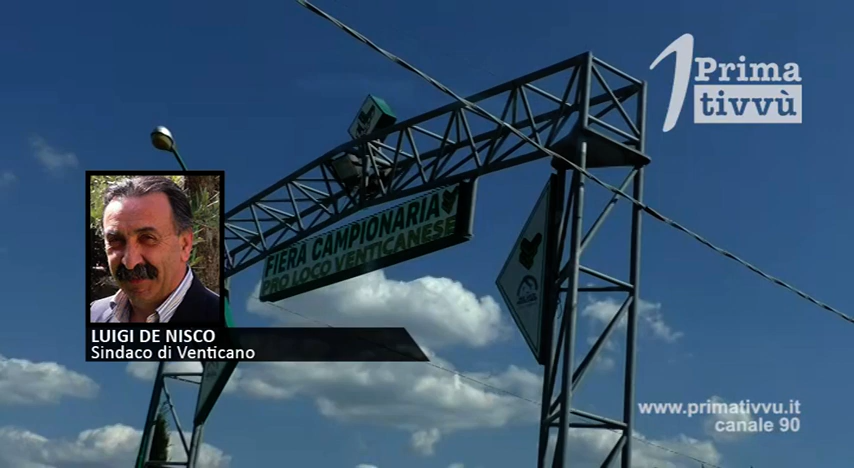 Prima
tivvù
FIERA CAMPIONARIA
PRO LOCO VENTICANESE
LUIGI DE NISCO
Sindaco di Venticano
www.primativvu.it
canale 90